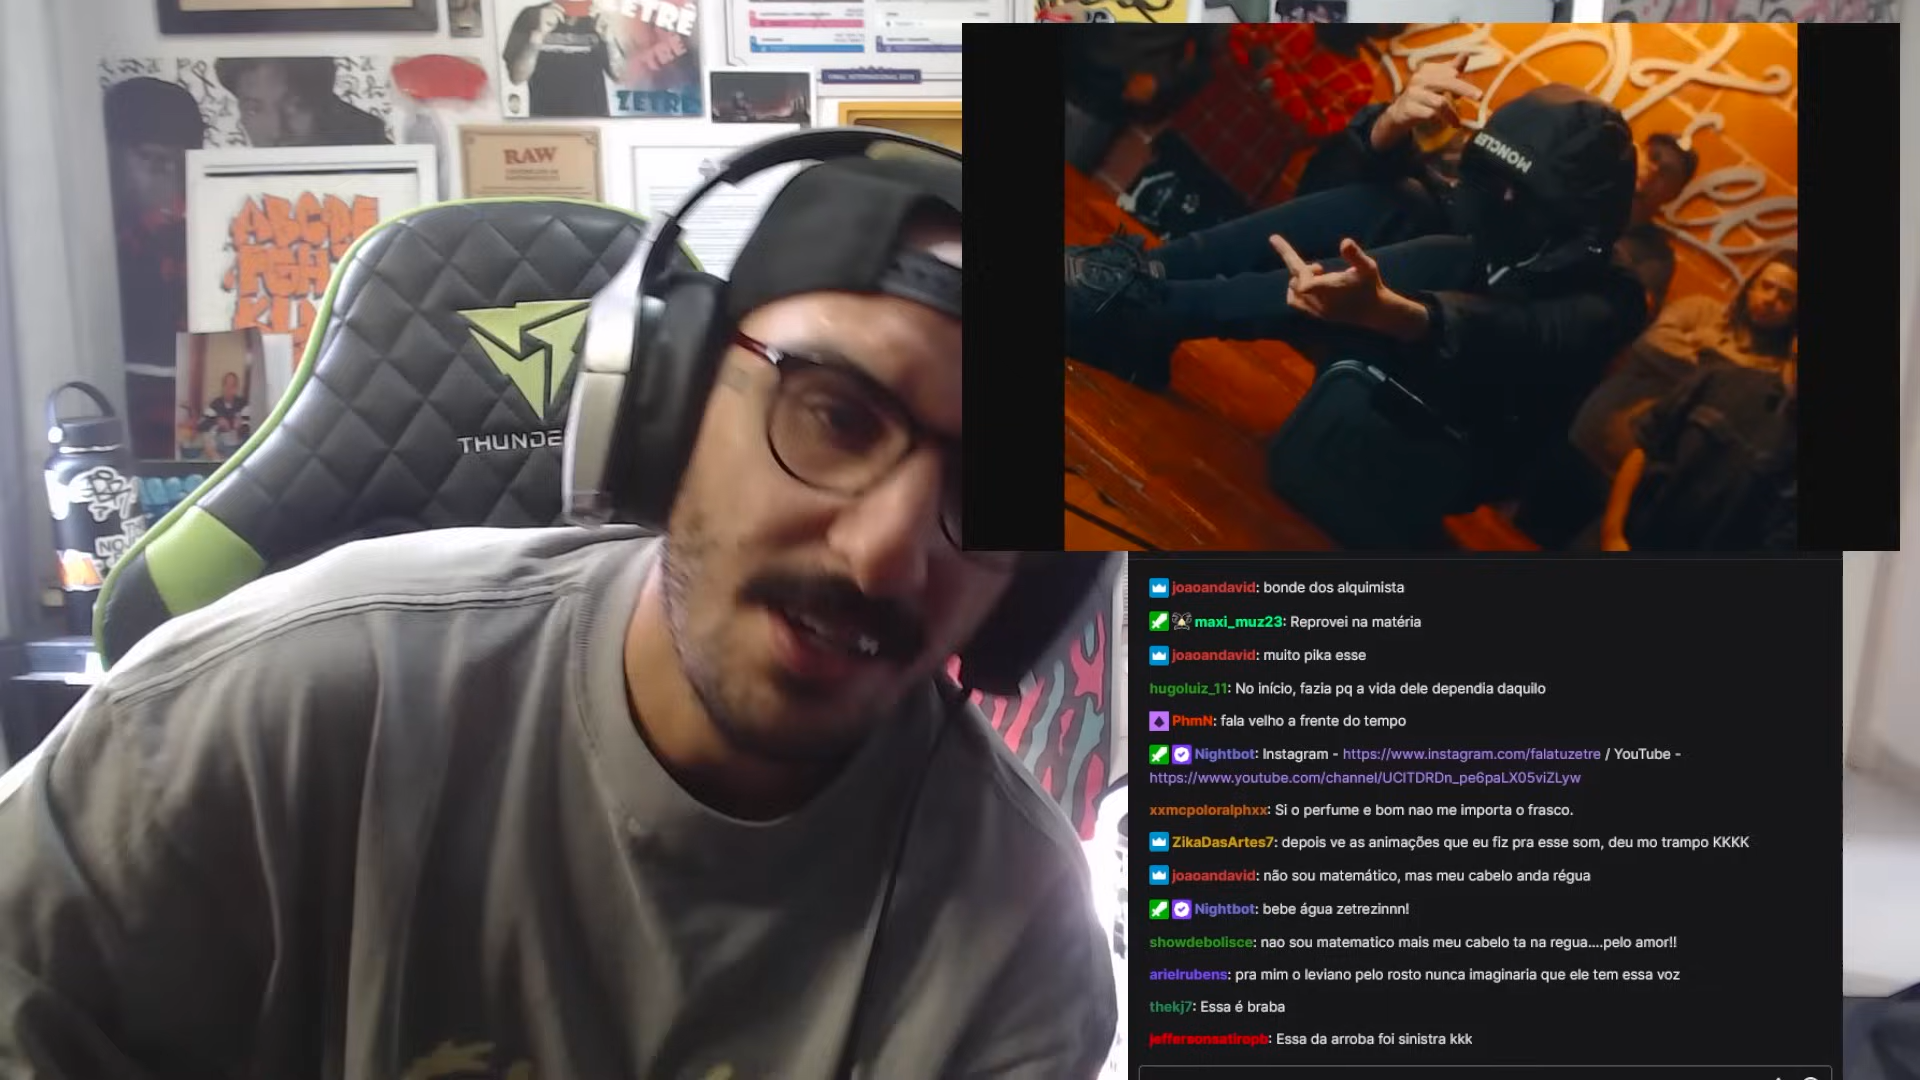 ZETRÊ
ZETRÊ
RAW
ABCDE
FGH
THUNDE
NO
MONCLER
joaoandavid: bonde dos alquimista
maxi_muz23: Reprovei na matéria
joaoandavid: muito pika esse
hugoluiz_11: No início, fazia pq a vida dele dependia daquilo
PhmN: fala velho a frente do tempo
Nightbot: Instagram - https://www.instagram.com/falatuzetre / YouTube -
https://www.youtube.com/channel/UCITDRDn_pe6paLX05viZLyw
xxmcpoloralphxx: Si o perfume e bom nao me importa o frasco.
ZikaDasArtes7: depois ve as animações que eu fiz pra esse som, deu mo trampo KKKK
joaoandavid: não sou matemático, mas meu cabelo anda régua
Nightbot: bebe água zetrezinnn!
showdebolisce: nao sou matematico mais meu cabelo ta na regua....pelo amor!!
arielrubens: pra mim o leviano pelo rosto nunca imaginaria que ele tem essa voz
thekj7: Essa é braba
jeffersonsatiropb: Essa da arroba foi sinistra kkk